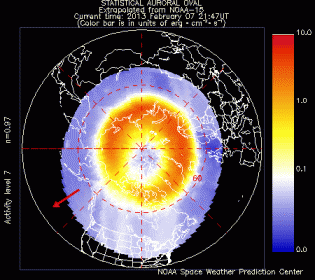 STATISTICAL AURORAL OVAL
Extrapolated from NOAA-15
Current time: 2013 February 07 21:47UT
(Color bar is in units of erg · cm⁻² · s⁻¹)
10.0
1.0
0.1
0.0
60
n=0.97
Activity level 7
NOAA Space Weather Prediction Center